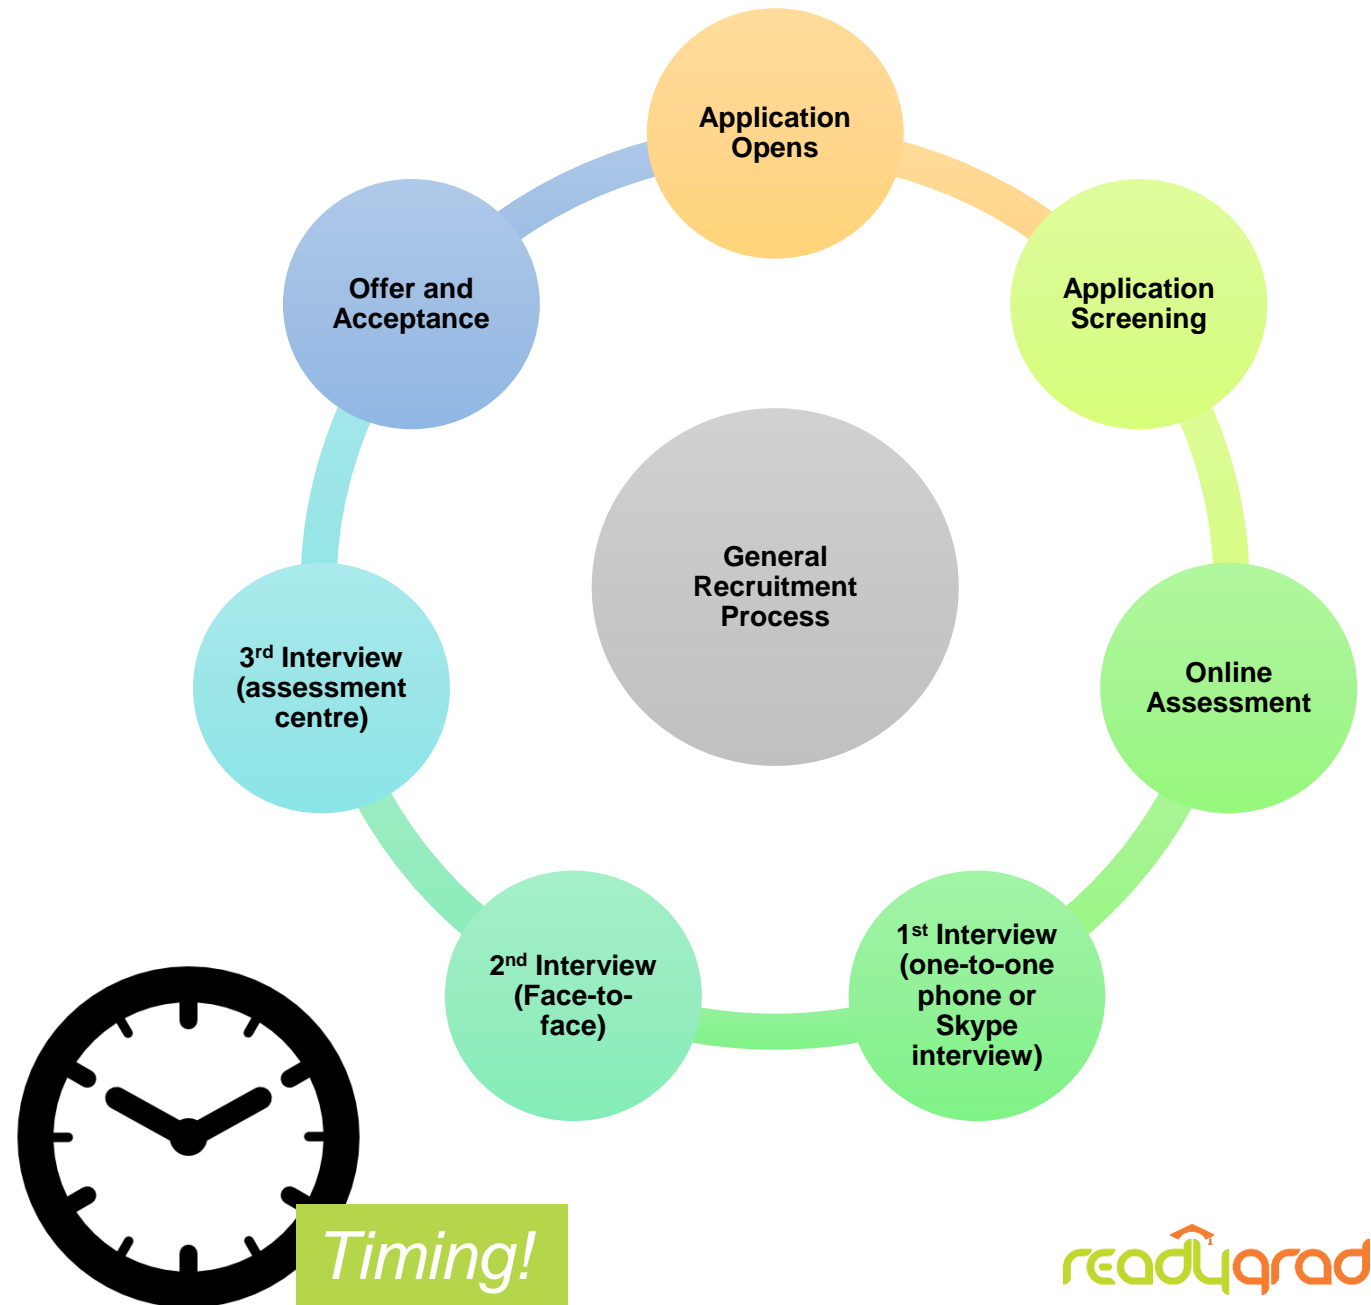 Application
Opens
Application
Screening
Online
Assessment
1st Interview
(one-to-one
phone or
Skype
interview)
2nd Interview
(Face-to-
face)
3rd Interview
(assessment
centre)
Offer and
Acceptance
General
Recruitment
Process
Timing!
readygrad